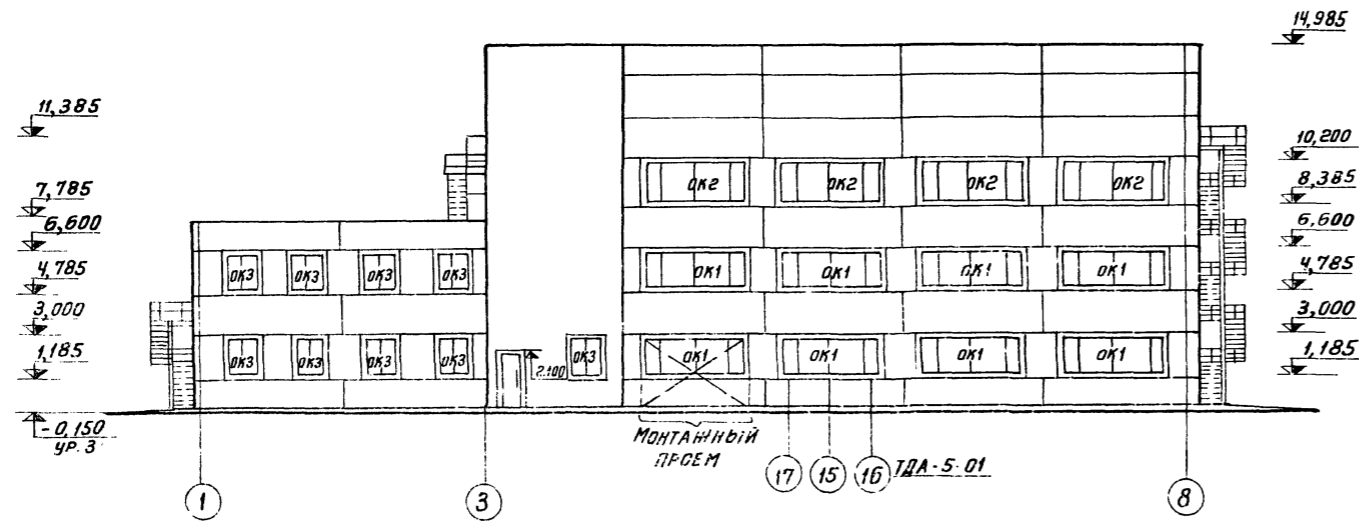 14,985
11,385
10,200
7,785
8,385
6,600
6,600
4,785
4,785
3,000
3,000
1,185
1,185
-0,150
УР. З
ОК2 ОК2 ОК2 ОК2
ОК3 ОК3 ОК3 ОК3 ОК1 ОК1 ОК1 ОК1
ОК3 ОК3 ОК3 ОК3 2.100 ОК3 ОК1 ОК1 ОК1 ОК1
МОНТАЖНЫЙ
ПРОЕМ
17 15 16 ТДА-5-01
1 3 8